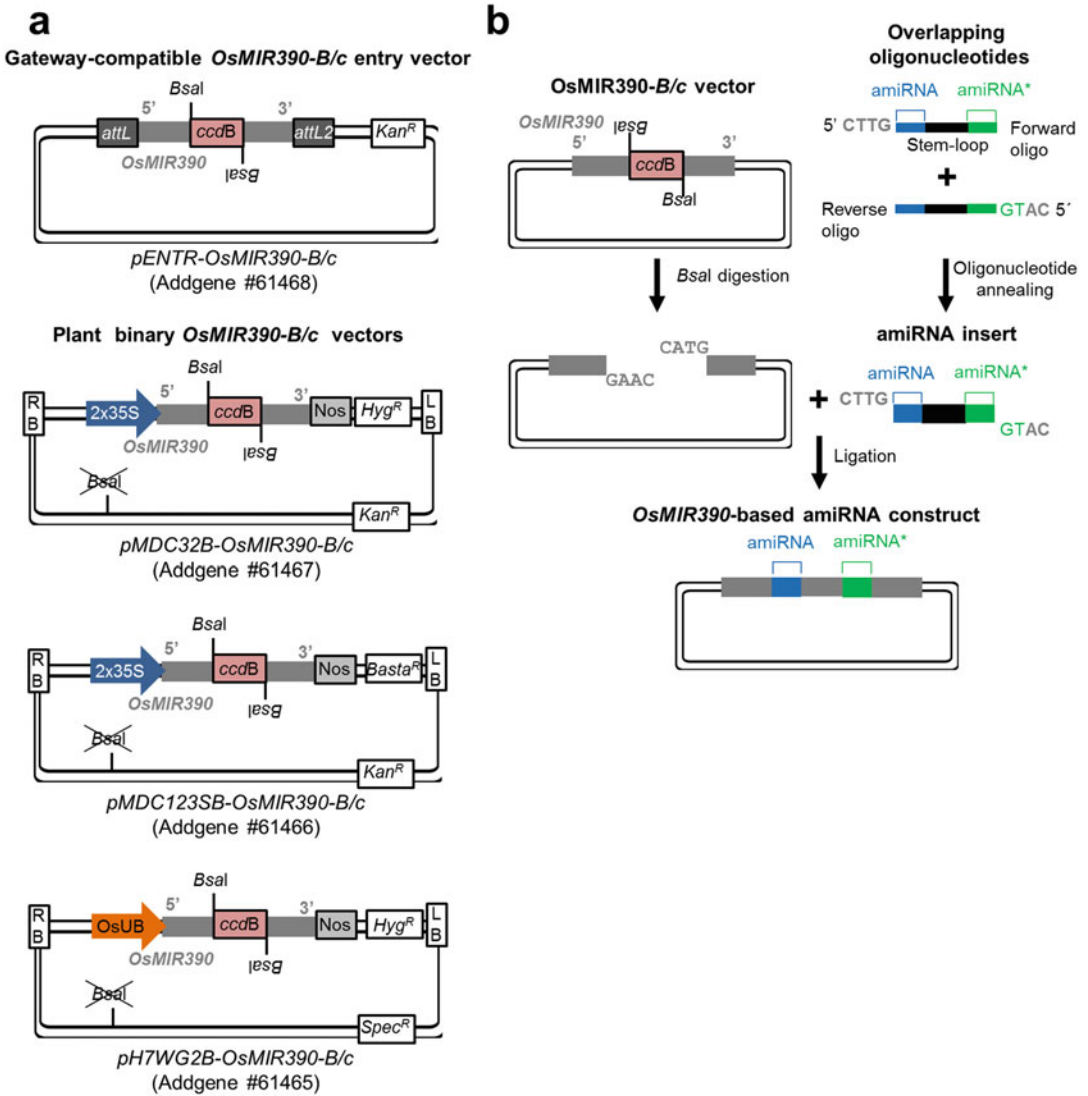 a
Gateway-compatible OsMIR390-B/c entry vector
BsaI
5’
3’
attL
ccdB
attL2
KanR
OsMIR390
BsaI
pENTR-OsMIR390-B/c
(Addgene #61468)
Plant binary OsMIR390-B/c vectors
BsaI
RB
5’
3’
LB
2x35S
ccdB
Nos
HygR
OsMIR390
BsaI
BsaI
KanR
pMDC32B-OsMIR390-B/c
(Addgene #61467)
BsaI
RB
5’
3’
LB
2x35S
ccdB
Nos
BastaR
OsMIR390
BsaI
BsaI
KanR
pMDC123SB-OsMIR390-B/c
(Addgene #61466)
BsaI
RB
5’
3’
LB
OsUB
ccdB
Nos
HygR
OsMIR390
BsaI
BsaI
SpecR
pH7WG2B-OsMIR390-B/c
(Addgene #61465)
b
OsMIR390-B/c vector
OsMIR390
BsaI
5’
3’
ccdB
BsaI
BsaI digestion
CATG
GAAC
Overlapping
oligonucleotides
amiRNA
amiRNA*
5’ CTTG
Stem-loop
Forward
oligo
+
Reverse
oligo
GTAC 5´
Oligonucleotide
annealing
amiRNA insert
amiRNA
amiRNA*
+
CTTG
GTAC
Ligation
OsMIR390-based amiRNA construct
amiRNA
amiRNA*